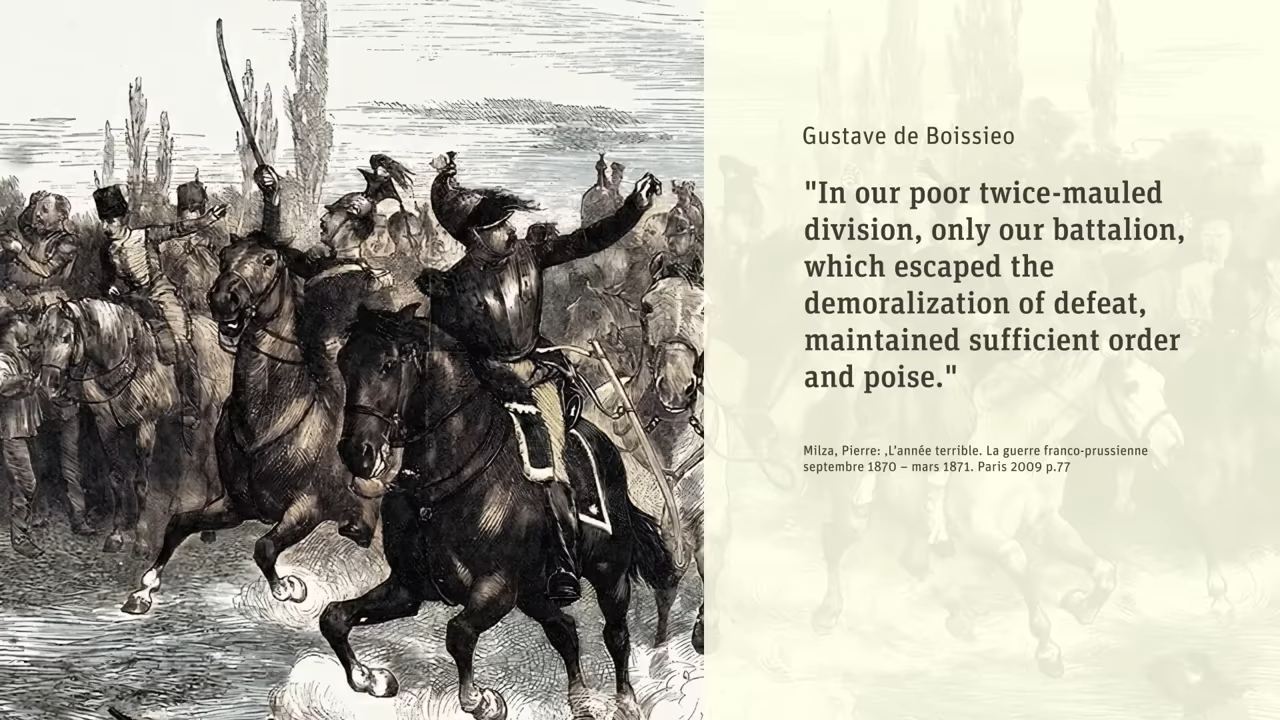 Gustave de Boissieo
"In our poor twice-mauled
division, only our battalion,
which escaped the
demoralization of defeat,
maintained sufficient order
and poise."
Milza, Pierre: ‚L'année terrible. La guerre franco-prussienne
septembre 1870 – mars 1871. Paris 2009 p.77